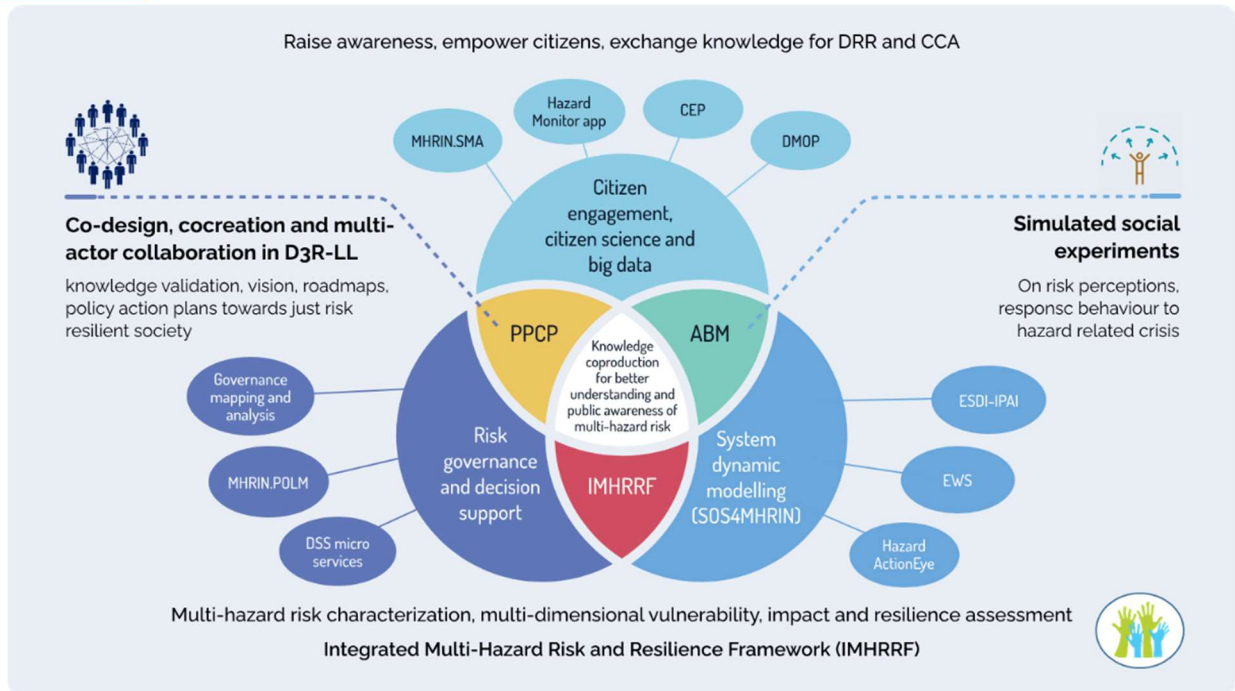 Raise awareness, empower citizens, exchange knowledge for DRR and CCA
MHRIN.SMA
Hazard
Monitor app
CEP
DMOP
Citizen
engagement,
citizen science and
big data
Co-design, cocreation and multi-
actor collaboration in D3R-LL
knowledge validation, vision, roadmaps,
policy action plans towards just risk
resilient society
Simulated social
experiments
On risk perceptions,
responsc behaviour to
hazard related crisis
PPCP
ABM
Knowledge
coproduction
for better
understanding and
public awareness of
multi-hazard risk
Governance
mapping and
analysis
MHRIN.POLM
DSS micro
services
Risk
governance
and decision
support
IMHRRF
System
dynamic
modelling
(SOS4MHRIN)
ESDI-IPAI
EWS
Hazard
ActionEye
Multi-hazard risk characterization, multi-dimensional vulnerability, impact and resilience assessment
Integrated Multi-Hazard Risk and Resilience Framework (IMHRRF)